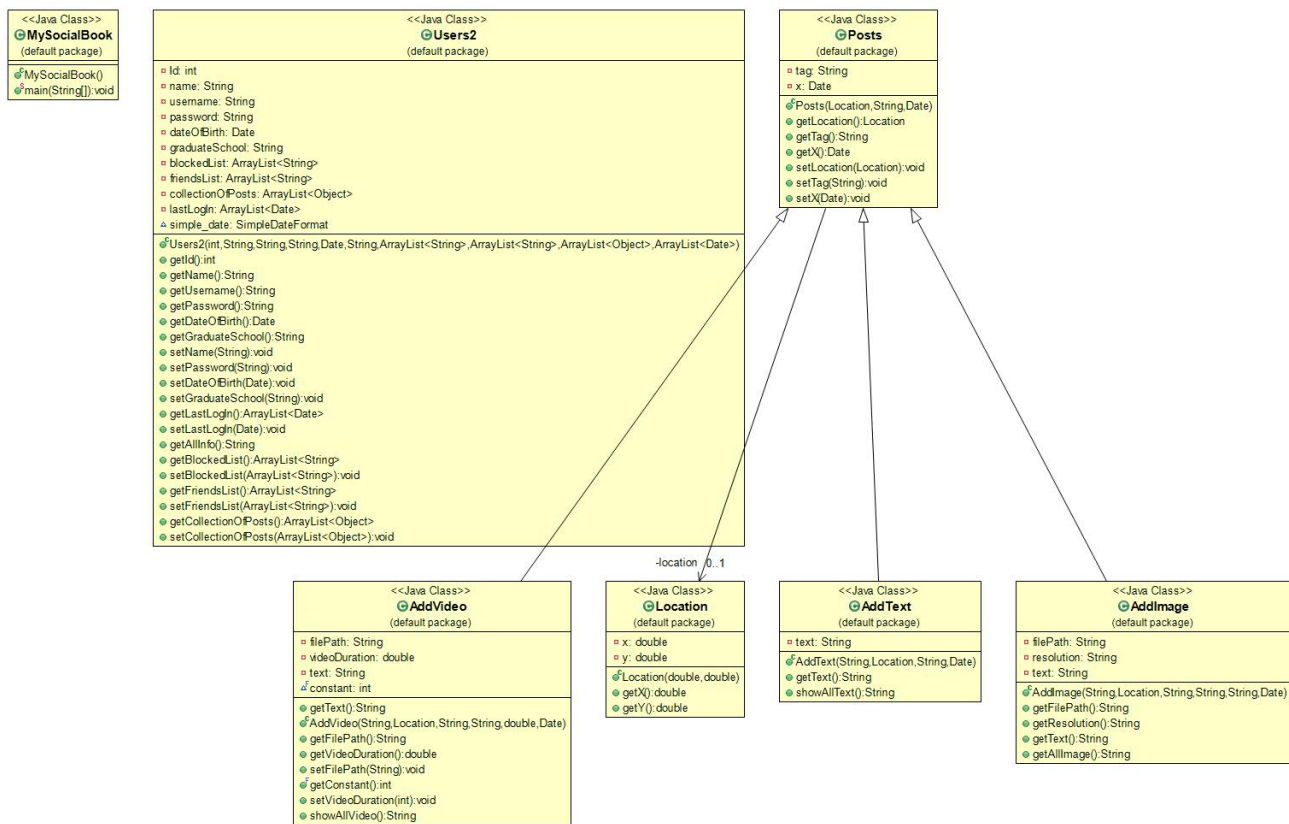 <<Java Class>>
MySocialBook
(default package)
MySocialBook()
main(String[]):void
<<Java Class>>
Users2
(default package)
Id: int
name: String
username: String
password: String
dateOfBirth: Date
graduateSchool: String
blockedList: ArrayList<String>
friendsList: ArrayList<String>
collectionOfPosts: ArrayList<Object>
lastLogIn: ArrayList<Date>
simple_date: SimpleDateFormat
Users2(int,String,String,String,Date,String,ArrayList<String>,ArrayList<String>,ArrayList<Object>,ArrayList<Date>)
getId():int
getName():String
getUsername():String
getPassword():String
getDateOfBirth():Date
getGraduateSchool():String
setName(String):void
setPassword(String):void
setDateOfBirth(Date):void
setGraduateSchool(String):void
getLastLogIn():ArrayList<Date>
setLastLogIn(Date):void
getAllInfo():String
getBlockedList():ArrayList<String>
setBlockedList(ArrayList<String>):void
getFriendsList():ArrayList<String>
setFriendsList(ArrayList<String>):void
getCollectionOfPosts():ArrayList<Object>
setCollectionOfPosts(ArrayList<Object>):void
<<Java Class>>
Posts
(default package)
tag: String
x: Date
Posts(Location,String,Date)
getLocation():Location
getTag():String
getX():Date
setLocation(Location):void
setTag(String):void
setX(Date):void
-location 0..1
<<Java Class>>
AddVideo
(default package)
filePath: String
videoDuration: double
text: String
constant: int
getText():String
AddVideo(String,Location,String,String,double,Date)
getFilePath():String
getVideoDuration():double
setFilePath(String):void
getConstant():int
setVideoDuration(int):void
showAllVideo():String
<<Java Class>>
Location
(default package)
x: double
y: double
Location(double,double)
getX():double
getY():double
<<Java Class>>
AddText
(default package)
text: String
AddText(String,Location,String,Date)
getText():String
showAllText():String
<<Java Class>>
AddImage
(default package)
filePath: String
resolution: String
text: String
AddImage(String,Location,String,String,String,Date)
getFilePath():String
getResolution():String
getText():String
getAllImage():String